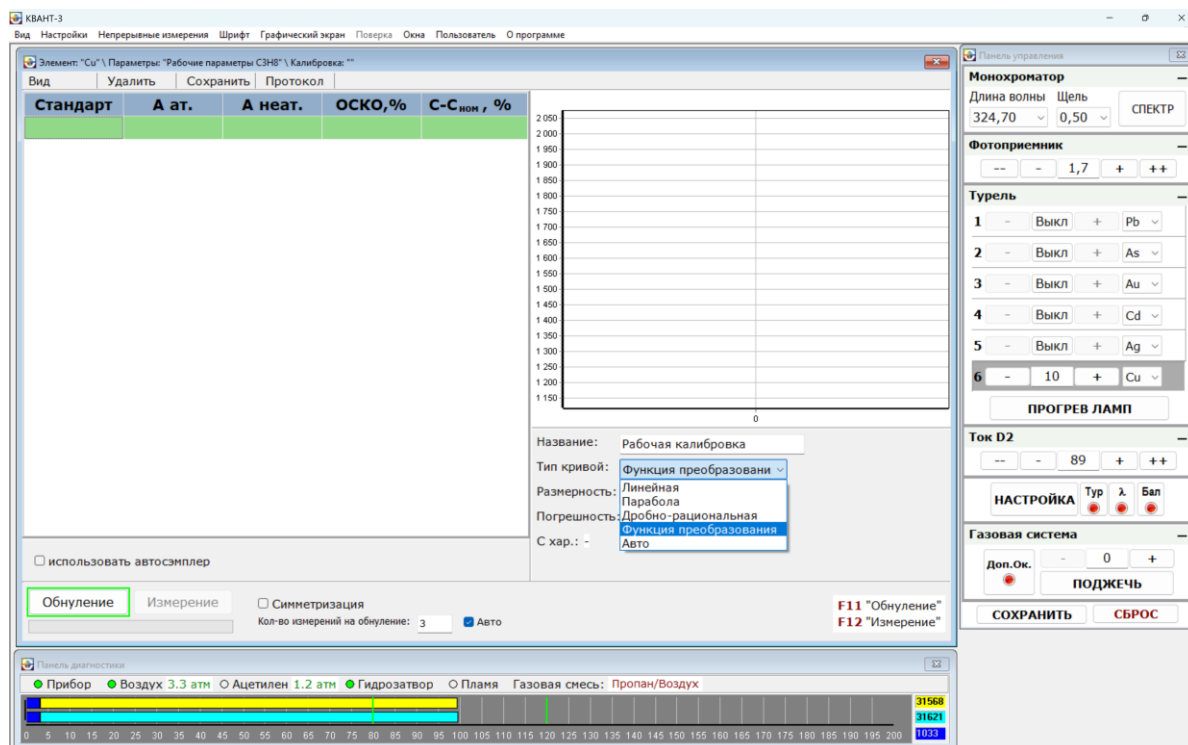 КВАНТ-3
Вид Настройки Непрерывные измерения Шрифт Графический экран Поверка Окна Пользователь О программе
Элемент: "Cu" \ Параметры: "Рабочие параметры C3H8" \ Калибровка: ""
Вид Удалить Сохранить Протокол
Стандарт А ат. А неат. ОСКО,% С-Сном , %
2 050
2 000
1 950
1 900
1 850
1 800
1 750
1 700
1 650
1 600
1 550
1 500
1 450
1 400
1 350
1 300
1 250
1 200
1 150
0
Название: Рабочая калибровка
Тип кривой: Функция преобразовани
Размерность:
Погрешность:
С хар.: -
Линейная
Парабола
Дробно-рациональная
Функция преобразования
Авто
использовать автосэмплер
Обнуление Измерение
Симметризация
Кол-во измерений на обнуление: 3 Авто
F11 "Обнуление"
F12 "Измерение"
Панель управления
Монохроматор
Длина волны Щель
324,70 0,50 СПЕКТР
Фотоприемник
-- - 1,7 + ++
Турель
1 - Выкл + Pb
2 - Выкл + As
3 - Выкл + Au
4 - Выкл + Cd
5 - Выкл + Ag
6 - 10 + Cu
ПРОГРЕВ ЛАМП
Ток D2
-- - 89 + ++
НАСТРОЙКА Тур λ Бал
Газовая система
Доп.Ок. - 0 +
ПОДЖЕЧЬ
СОХРАНИТЬ СБРОС
Панель диагностики
Прибор Воздух 3.3 атм Ацетилен 1.2 атм Гидрозатвор Пламя Газовая смесь: Пропан/Воздух
31568
31621
1033
0 5 10 15 20 25 30 35 40 45 50 55 60 65 70 75 80 85 90 95 100 105 110 115 120 125 130 135 140 145 150 155 160 165 170 175 180 185 190 195 200